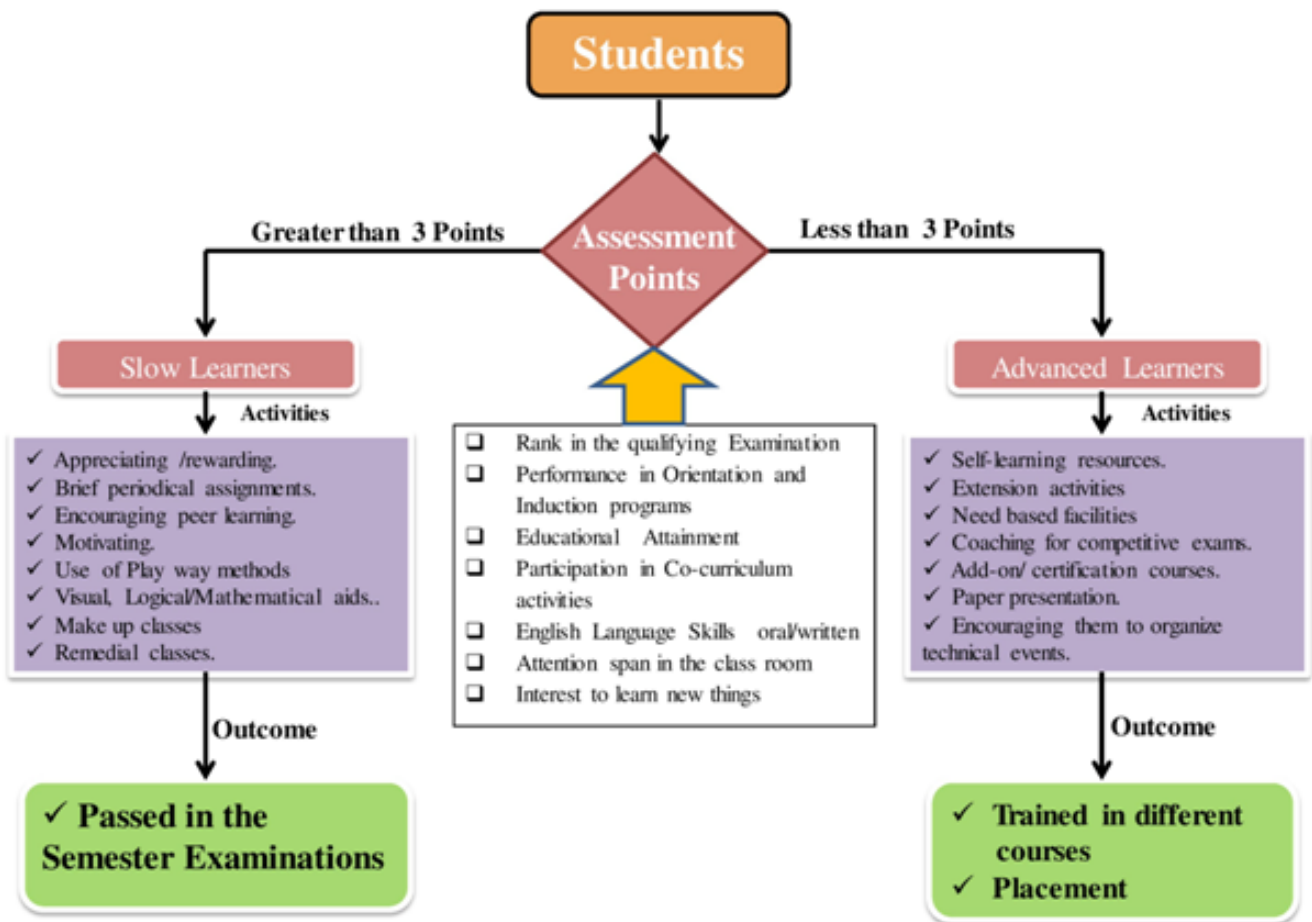 Students
Greater than 3 Points
Assessment
Points
Less than 3 Points
Slow Learners
Activities
✓ Appreciating /rewarding.
✓ Brief periodical assignments.
✓ Encouraging peer learning.
✓ Motivating.
✓ Use of Play way methods
✓ Visual, Logical/Mathematical aids..
✓ Make up classes
✓ Remedial classes.
Outcome
✓ Passed in the
Semester Examinations
❑ Rank in the qualifying Examination
❑ Performance in Orientation and
Induction programs
❑ Educational Attainment
❑ Participation in Co-curriculum
activities
❑ English Language Skills oral/written
❑ Attention span in the class room
❑ Interest to learn new things
Advanced Learners
Activities
✓ Self-learning resources.
✓ Extension activities
✓ Need based facilities
✓ Coaching for competitive exams.
✓ Add-on/ certification courses.
✓ Paper presentation.
✓ Encouraging them to organize
technical events.
Outcome
✓ Trained in different
courses
✓ Placement